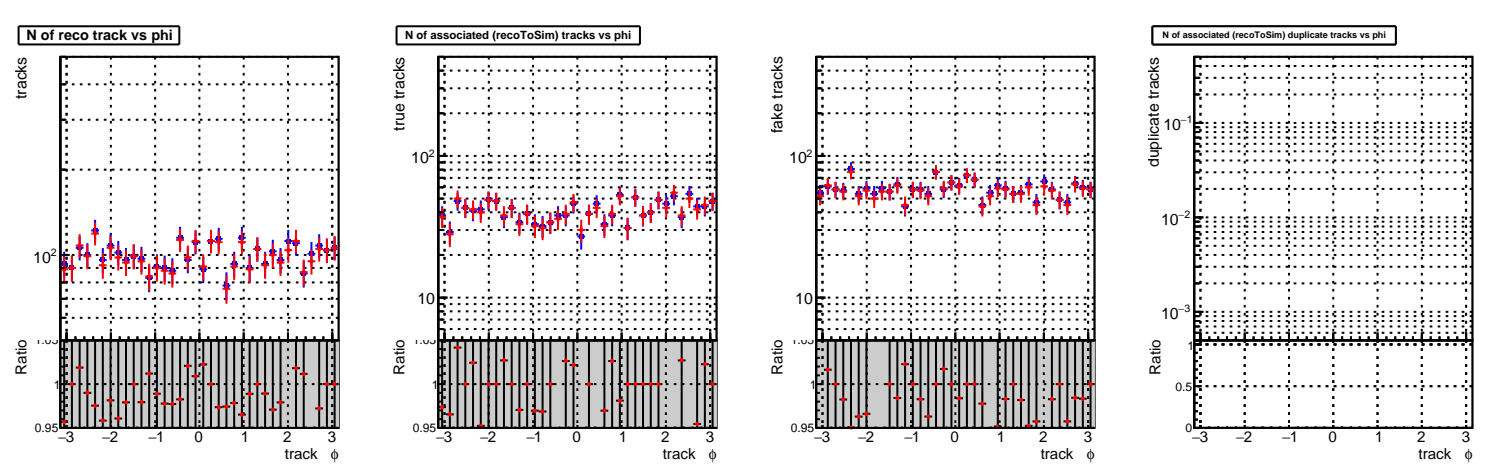 N of reco track vs phi
tracks
10²
Ratio
1.05
1
0.95
−3 −2 −1 0 1 2 3
track ϕ
N of associated (recoToSim) tracks vs phi
true tracks
10²
10
Ratio
1.05
1
0.95
−3 −2 −1 0 1 2 3
track ϕ
fake tracks
10²
10
Ratio
1.05
1
0.95
−3 −2 −1 0 1 2 3
track ϕ
N of associated (recoToSim) duplicate tracks vs phi
duplicate tracks
10⁻¹
10⁻²
10⁻³
Ratio
1
0.5
0
−3 −2 −1 0 1 2 3
track ϕ